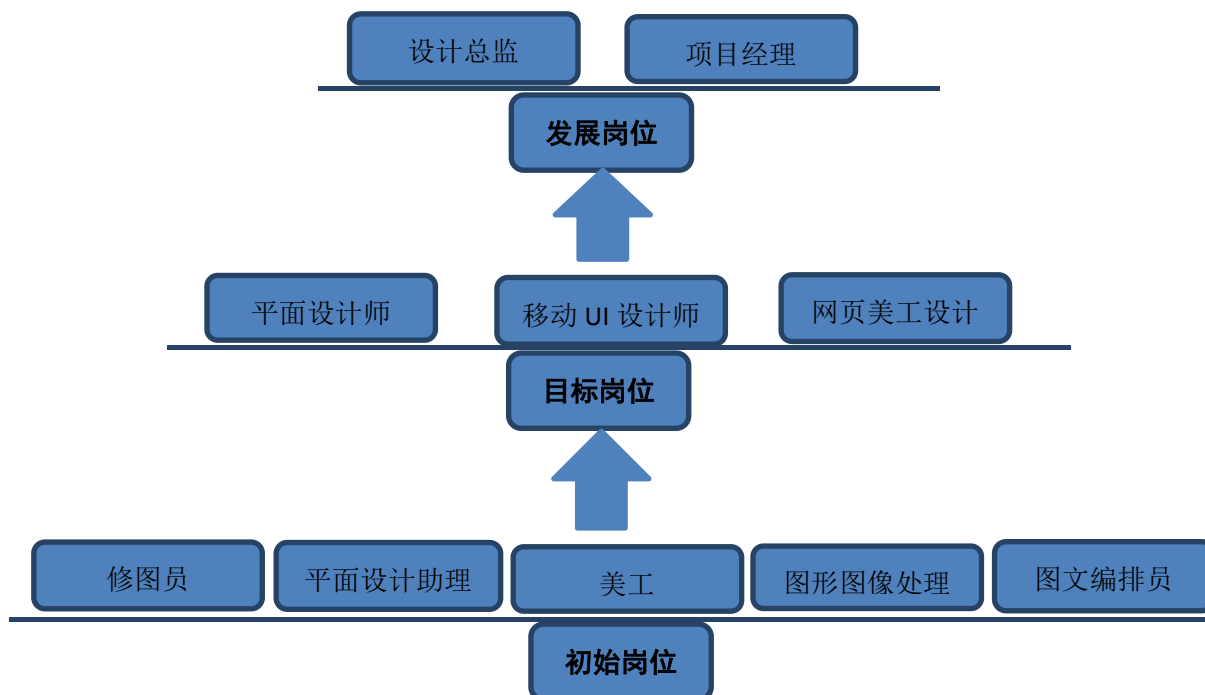 设计总监
项目经理
发展岗位
平面设计师
移动 UI 设计师
网页美工设计
目标岗位
修图员
平面设计助理
美工
图形图像处理
图文编排员
初始岗位